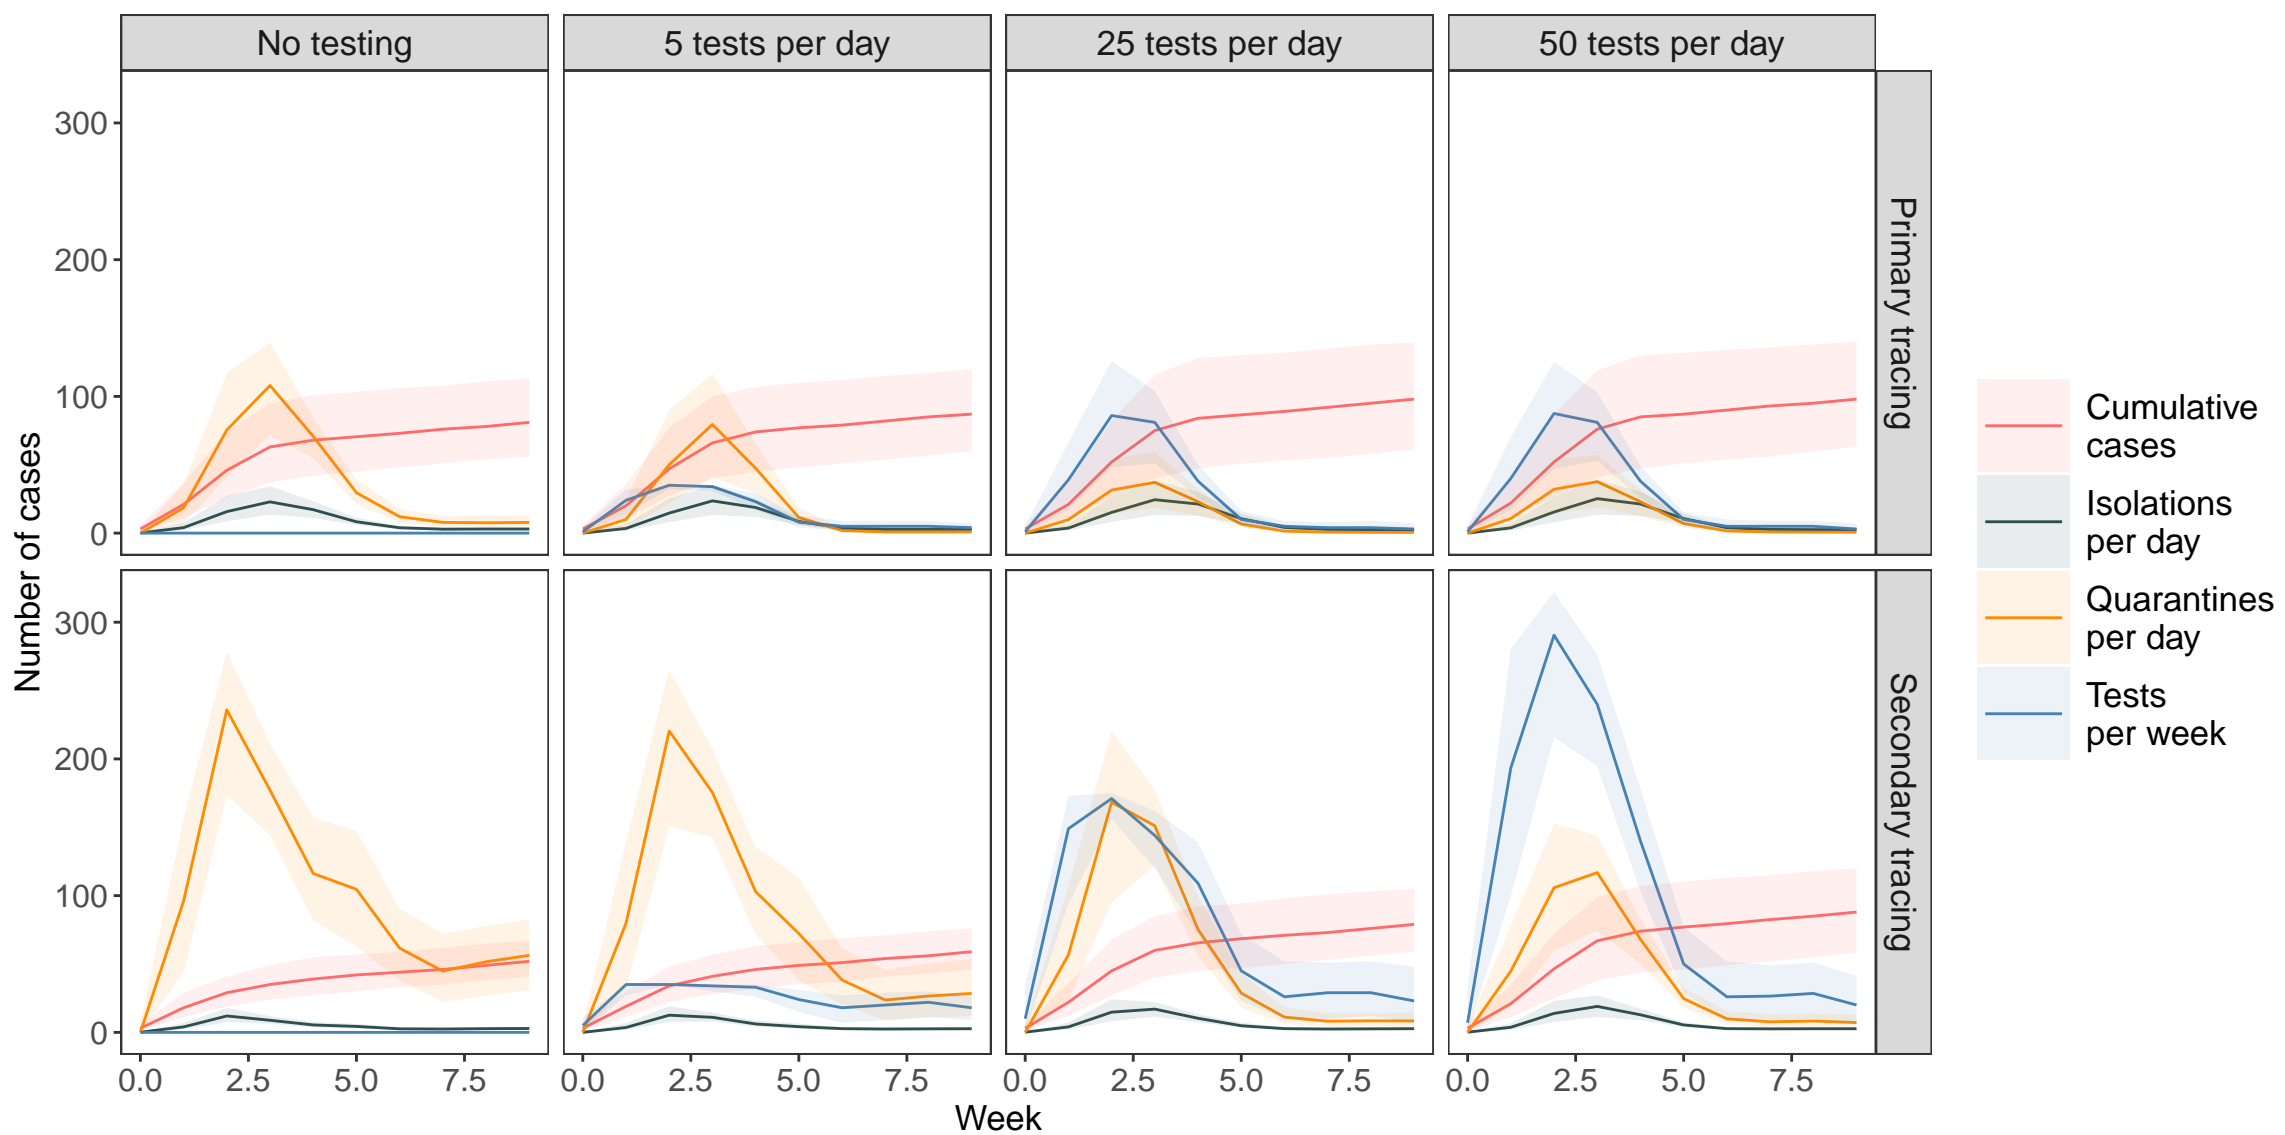 No testing
5 tests per day
25 tests per day
50 tests per day
300
200
100
0
Primary tracing
300
200
100
0
Secondary tracing
Number of cases
0.0 2.5 5.0 7.5
0.0 2.5 5.0 7.5
0.0 2.5 5.0 7.5
0.0 2.5 5.0 7.5
Week
Cumulative
cases
Isolations
per day
Quarantines
per day
Tests
per week